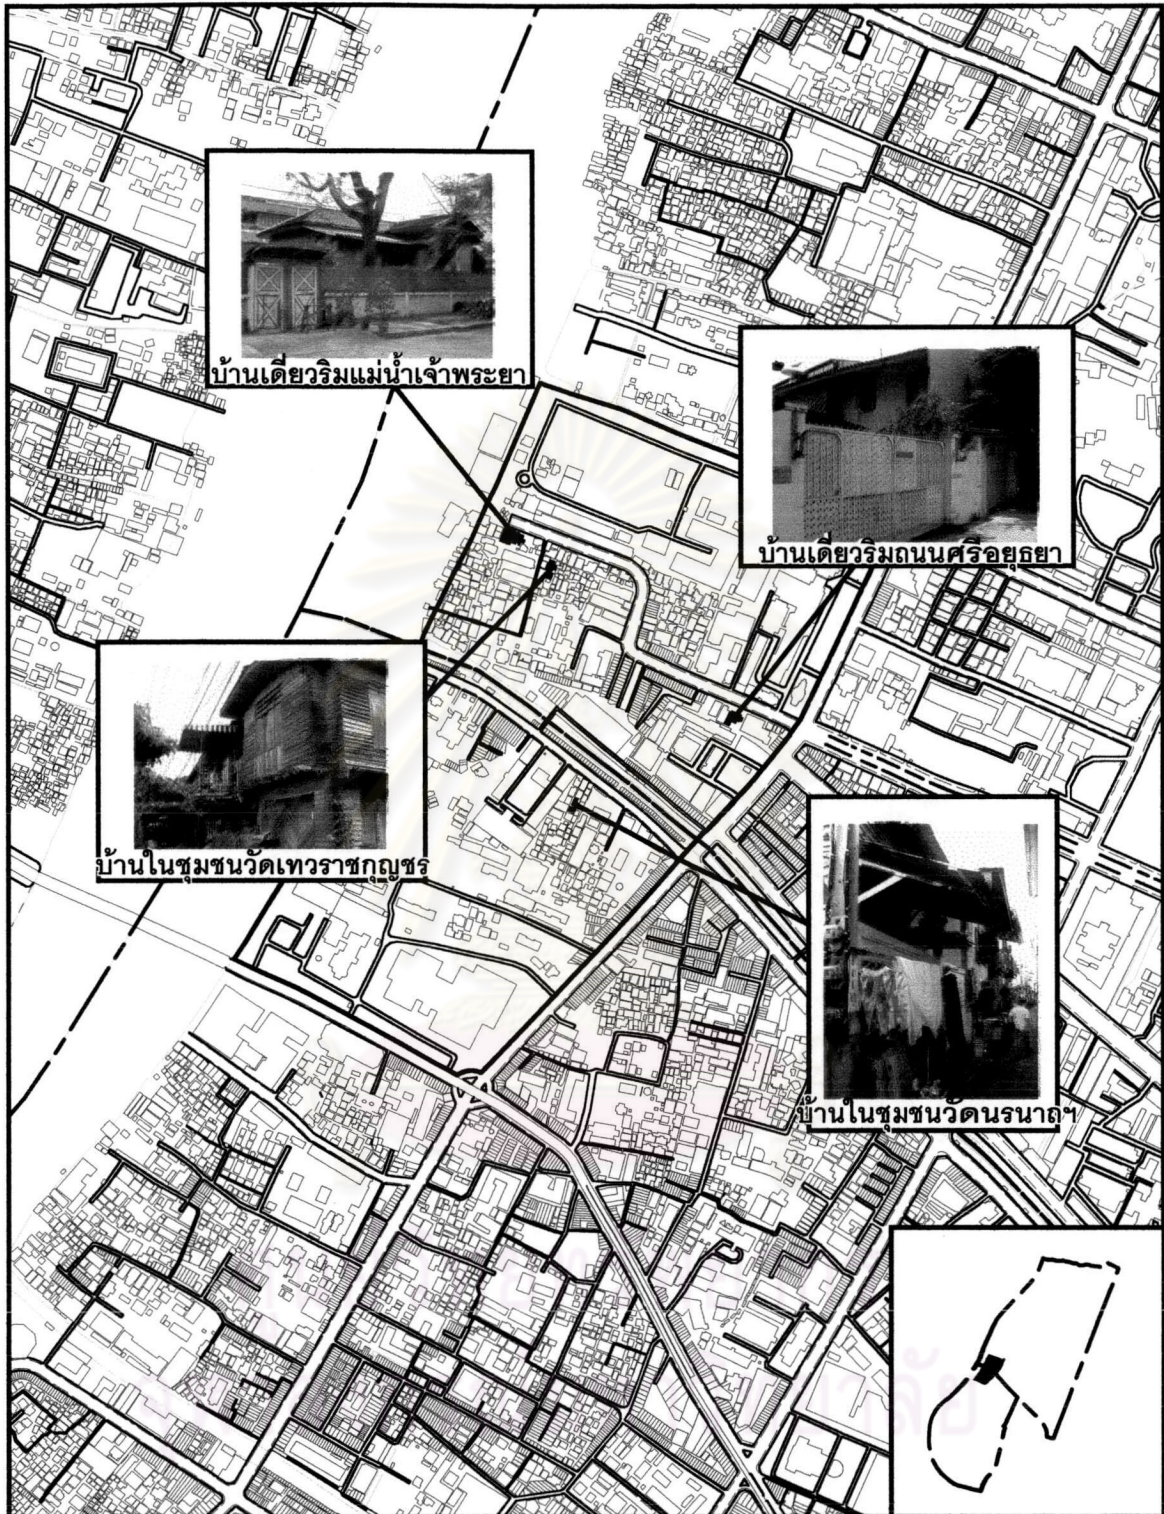 บ้านเดี่ยวริมแม่น้ำเจ้าพระยา
บ้านเดี่ยวริมถนนศรีอยุธยา
บ้านในชุมชนวัดเทวราชกุญชร
บ้านในชุมชนวัดนรนาถฯ